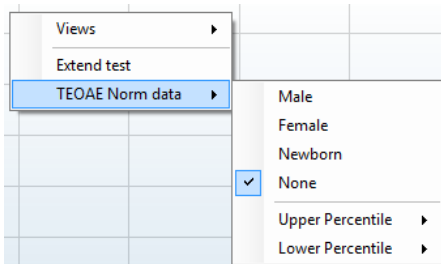 Views
Extend test
TEOAE Norm data
Male
Female
Newborn
None
Upper Percentile
Lower Percentile